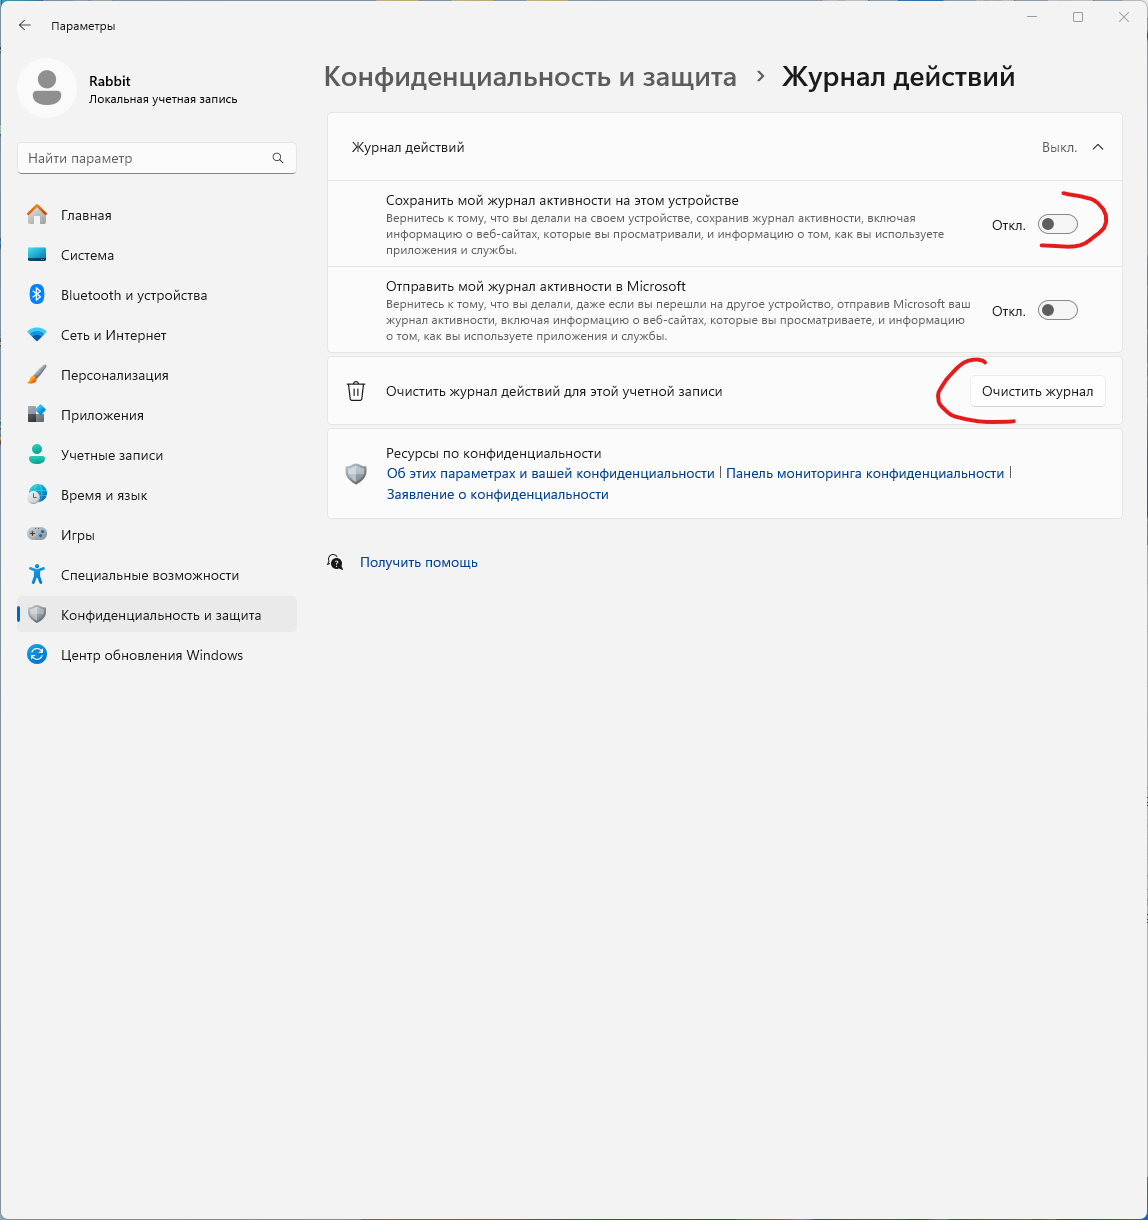 Параметры
Rabbit
Локальная учетная запись
Найти параметр
Главная
Система
Bluetooth и устройства
Сеть и Интернет
Персонализация
Приложения
Учетные записи
Время и язык
Игры
Специальные возможности
Конфиденциальность и защита
Центр обновления Windows
Конфиденциальность и защита › Журнал действий
Журнал действий
Выкл.
Сохранить мой журнал активности на этом устройстве
Вернитесь к тому, что вы делали на своем устройстве, сохранив журнал активности, включая
информацию о веб-сайтах, которые вы просматривали, и информацию о том, как вы используете
приложения и службы.
Откл.
Отправить мой журнал активности в Microsoft
Вернитесь к тому, что вы делали, даже если вы перешли на другое устройство, отправив Microsoft ваш
журнал активности, включая информацию о веб-сайтах, которые вы просматриваете, и информацию
о том, как вы используете приложения и службы.
Откл.
Очистить журнал действий для этой учетной записи
Очистить журнал
Ресурсы по конфиденциальности
Об этих параметрах и вашей конфиденциальности | Панель мониторинга конфиденциальности |
Заявление о конфиденциальности
Получить помощь